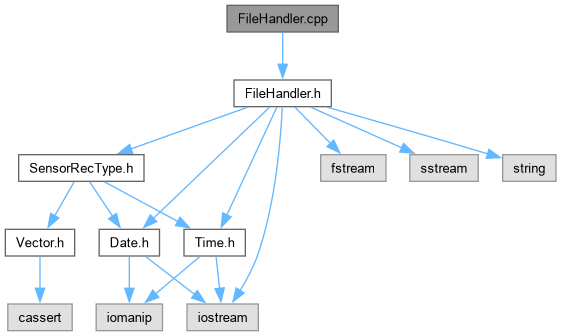 FileHandler.cpp
FileHandler.h
SensorRecType.h
fstream
sstream
string
Vector.h
Date.h
Time.h
cassert
iomanip
iostream